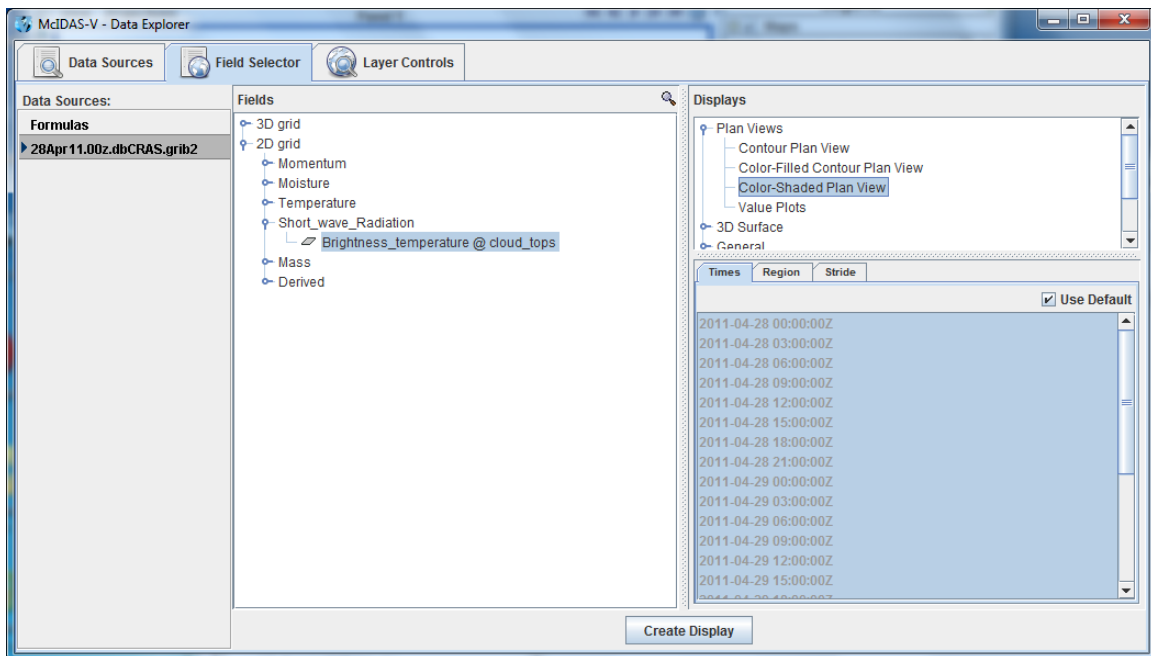 McIDAS-V - Data Explorer
Data Sources
Field Selector
Layer Controls
Data Sources:
Formulas
28Apr11.00z.dbCRAS.grib2
Fields
3D grid
2D grid
Momentum
Moisture
Temperature
Short_wave_Radiation
Brightness_temperature @ cloud_tops
Mass
Derived
Displays
Plan Views
Contour Plan View
Color-Filled Contour Plan View
Color-Shaded Plan View
Value Plots
3D Surface
General
Times
Region
Stride
Use Default
2011-04-28 00:00:00Z
2011-04-28 03:00:00Z
2011-04-28 06:00:00Z
2011-04-28 09:00:00Z
2011-04-28 12:00:00Z
2011-04-28 15:00:00Z
2011-04-28 18:00:00Z
2011-04-28 21:00:00Z
2011-04-29 00:00:00Z
2011-04-29 03:00:00Z
2011-04-29 06:00:00Z
2011-04-29 09:00:00Z
2011-04-29 12:00:00Z
2011-04-29 15:00:00Z
Create Display